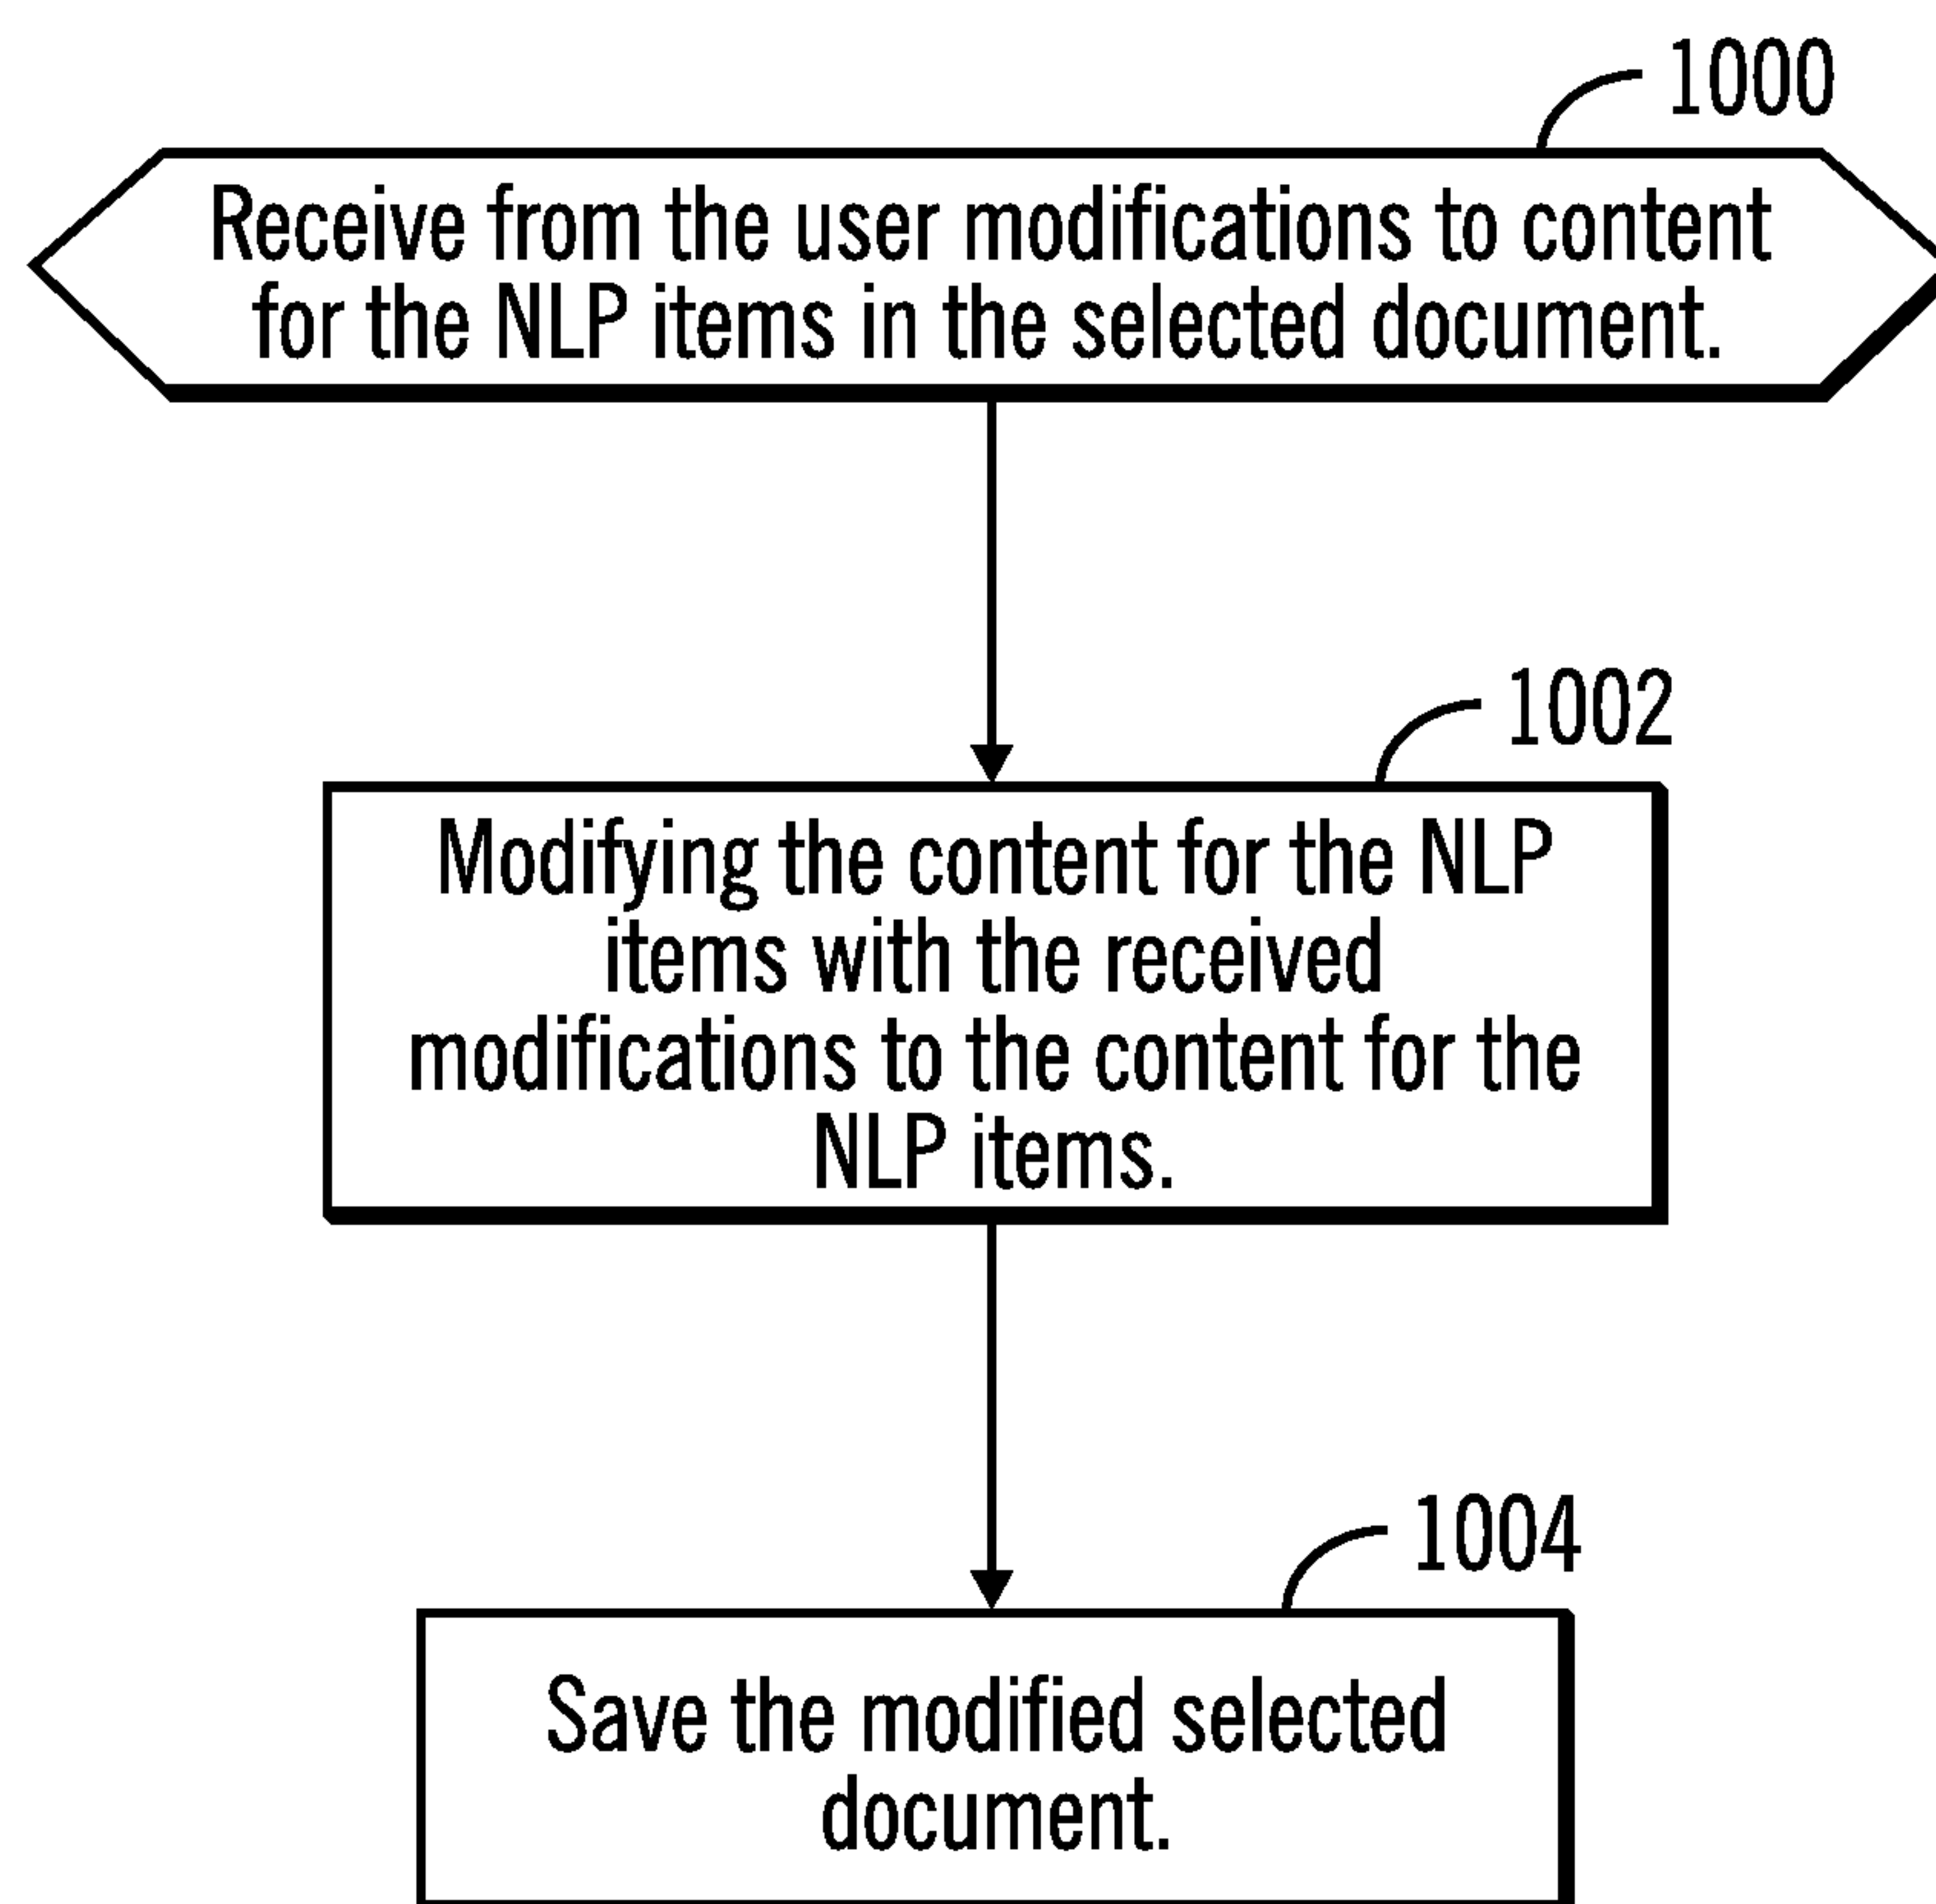 1000
Receive from the user modifications to content
for the NLP items in the selected document.
1002
Modifying the content for the NLP
items with the received
modifications to the content for the
NLP items.
1004
Save the modified selected
document.